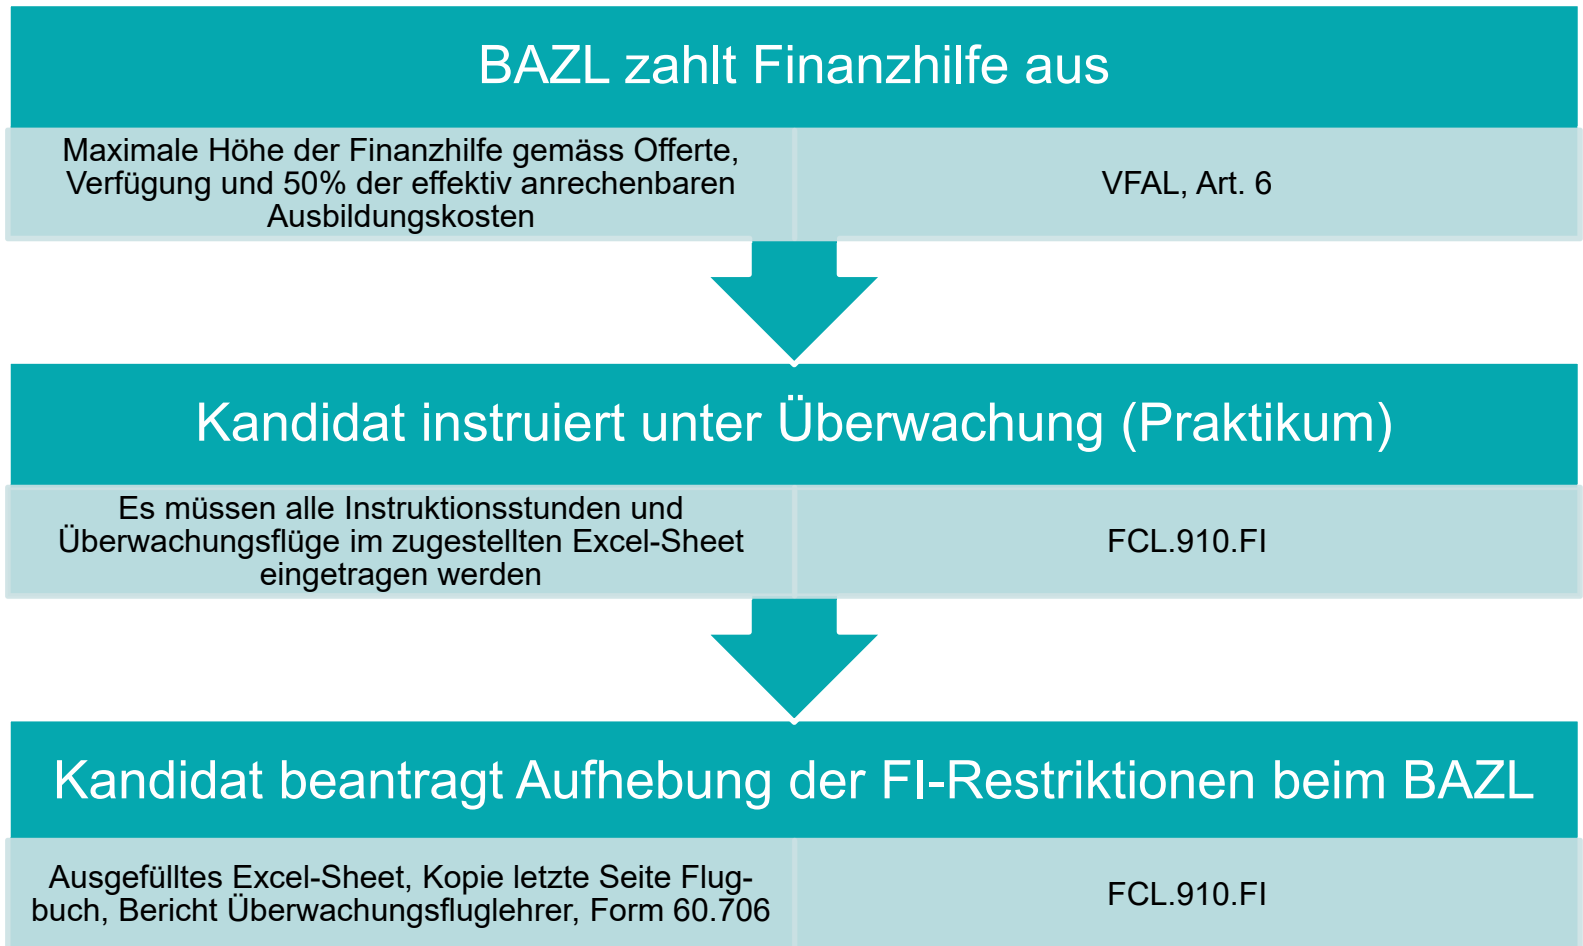 BAZL zahlt Finanzhilfe aus
Maximale Höhe der Finanzhilfe gemäss Offerte,
Verfügung und 50% der effektiv anrechenbaren
Ausbildungskosten
VFAL, Art. 6
Kandidat instruiert unter Überwachung (Praktikum)
Es müssen alle Instruktionsstunden und
Überwachungsflüge im zugestellten Excel-Sheet
eingetragen werden
FCL.910.FI
Kandidat beantragt Aufhebung der FI-Restriktionen beim BAZL
Ausgefülltes Excel-Sheet, Kopie letzte Seite Flug-
buch, Bericht Überwachungsfluglehrer, Form 60.706
FCL.910.FI